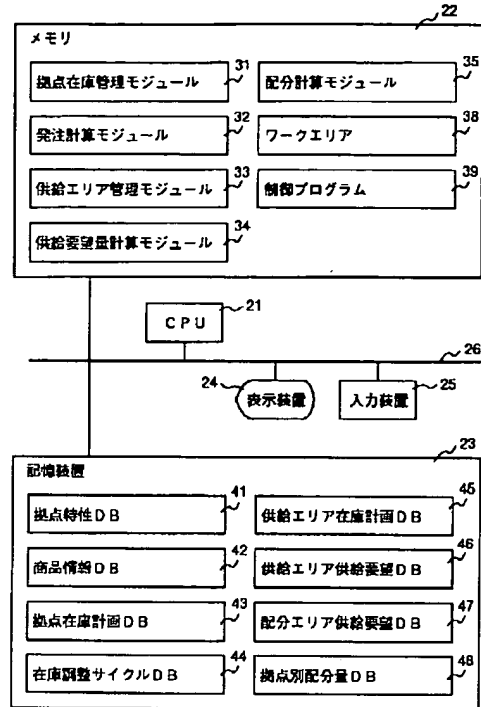 22
メモリ
31
拠点在庫管理モジュール
35
配分計算モジュール
32
発注計算モジュール
38
ワークエリア
33
供給エリア管理モジュール
39
制御プログラム
34
供給要望量計算モジュール
21
CPU
26
24
表示装置
25
入力装置
23
記憶装置
41
拠点特性DB
45
供給エリア在庫計画DB
42
商品情報DB
46
供給エリア供給要望DB
43
拠点在庫計画DB
47
配分エリア供給要望DB
44
在庫調整サイクルDB
48
拠点別配分量DB